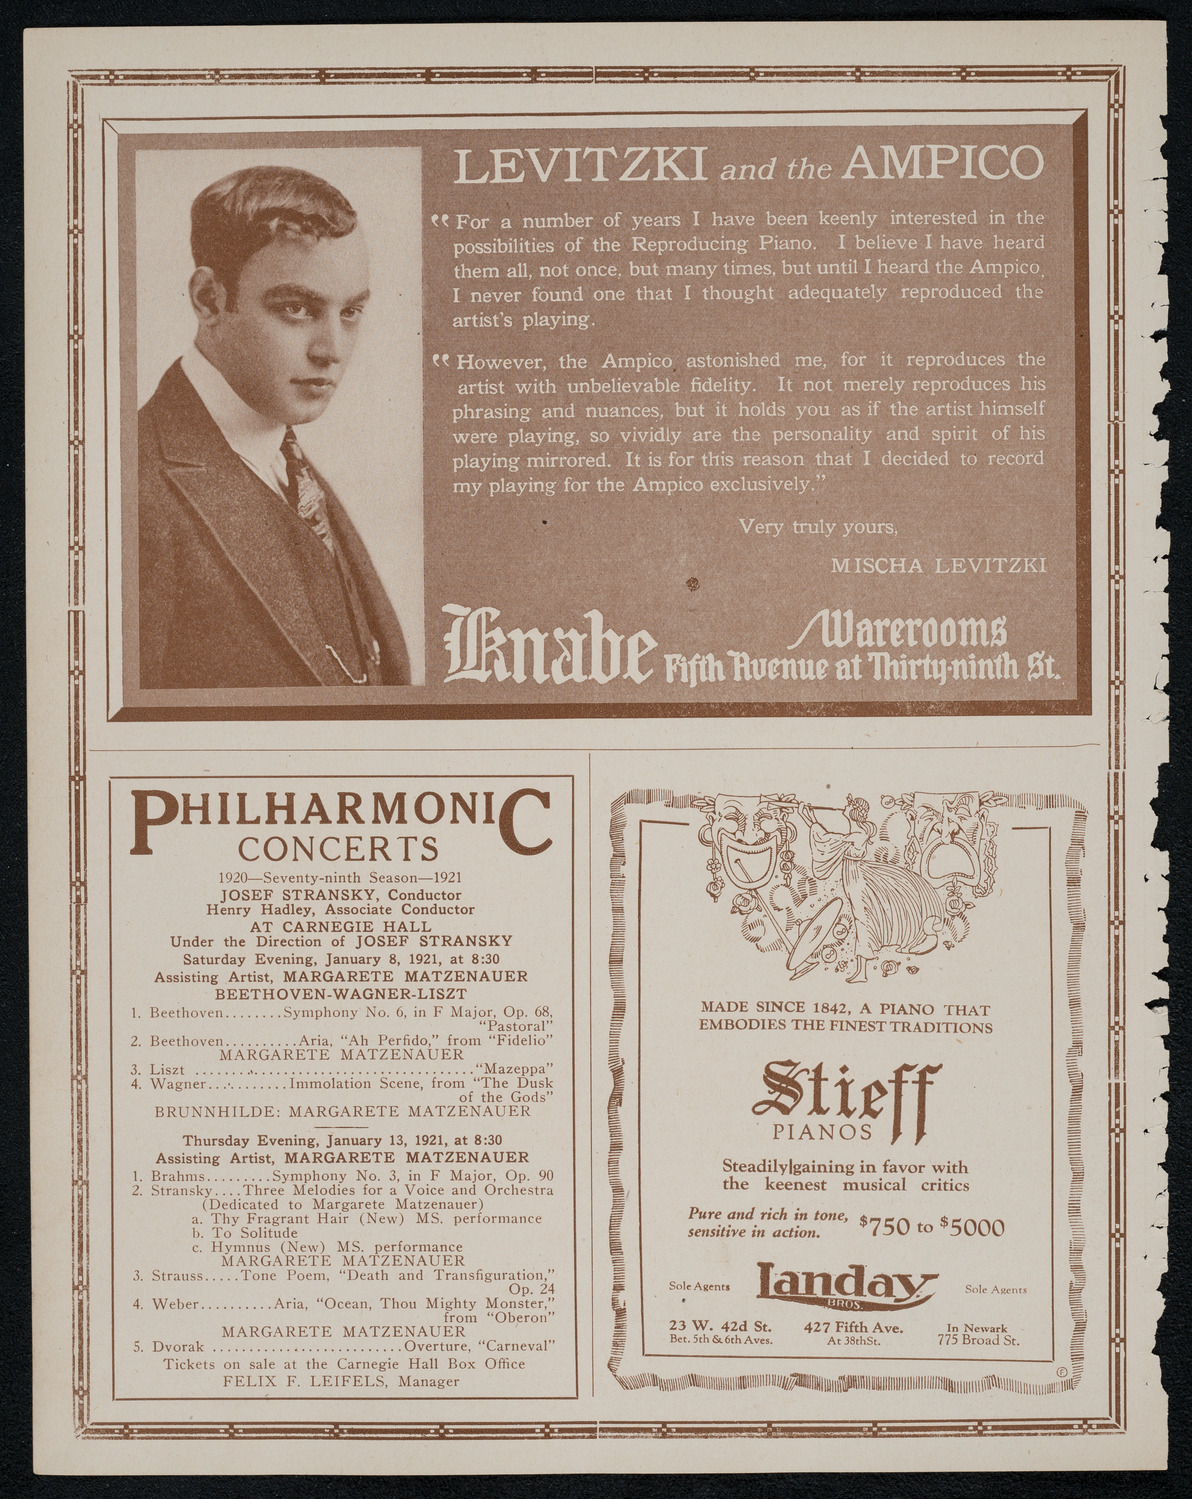 LEVITZKI and the AMPICO
“For a number of years I have been keenly interested in the
possibilities of the Reproducing Piano. I believe I have heard
them all, not once, but many times, but until I heard the Ampico,
I never found one that I thought adequately reproduced the
artist's playing.
“However, the Ampico astonished me, for it reproduces the
artist with unbelievable fidelity. It not merely reproduces his
phrasing and nuances, but it holds you as if the artist himself
were playing, so vividly are the personality and spirit of his
playing mirrored. It is for this reason that I decided to record
my playing for the Ampico exclusively.”
Very truly yours,
MISCHA LEVITZKI
Knabe Warerooms
Fifth Avenue at Thirty-ninth St.
PHILHARMONIC
CONCERTS
1920—Seventy-ninth Season—1921
JOSEF STRANSKY, Conductor
Henry Hadley, Associate Conductor
AT CARNEGIE HALL
Under the Direction of JOSEF STRANSKY
Saturday Evening, January 8, 1921, at 8:30
Assisting Artist, MARGARETE MATZENAUER
BEETHOVEN-WAGNER-LISZT
1. Beethoven........Symphony No. 6, in F Major, Op. 68,
“Pastoral”
2. Beethoven..........Aria, “Ah Perfido,” from “Fidelio”
MARGARETE MATZENAUER
3. Liszt ........................................“Mazeppa”
4. Wagner............Immolation Scene, from “The Dusk
of the Gods”
BRUNNHILDE: MARGARETE MATZENAUER
Thursday Evening, January 13, 1921, at 8:30
Assisting Artist, MARGARETE MATZENAUER
1. Brahms.........Symphony No. 3, in F Major, Op. 90
2. Stransky....Three Melodies for a Voice and Orchestra
(Dedicated to Margarete Matzenauer)
a. Thy Fragrant Hair (New) MS. performance
b. To Solitude
c. Hymnus (New) MS. performance
MARGARETE MATZENAUER
3. Strauss.....Tone Poem, “Death and Transfiguration,”
Op. 24
4. Weber..........Aria, “Ocean, Thou Mighty Monster,”
from “Oberon”
MARGARETE MATZENAUER
5. Dvorak ..........................Overture, “Carneval”
Tickets on sale at the Carnegie Hall Box Office
FELIX F. LEIFELS, Manager
MADE SINCE 1842, A PIANO THAT
EMBODIES THE FINEST TRADITIONS
Stieff
PIANOS
Steadily gaining in favor with
the keenest musical critics
Pure and rich in tone,
sensitive in action.
$750 to $5000
Sole Agents Landay BROS. Sole Agents
23 W. 42d St. 427 Fifth Ave. In Newark
Bet. 5th & 6th Aves. At 38th St. 775 Broad St.
F